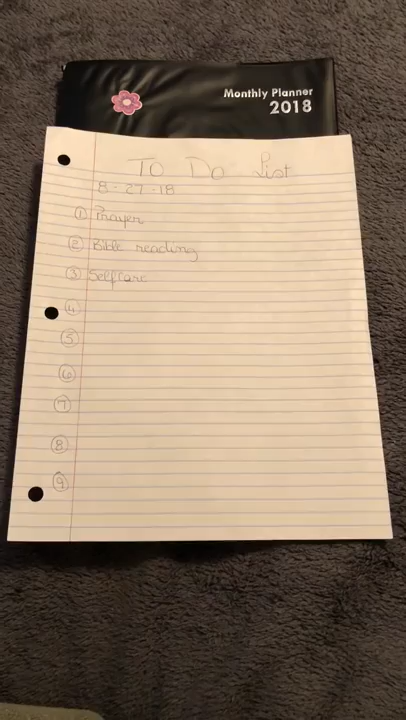 Monthly Planner
2018
To Do List
8-27-18
① Prayer
② Bible reading
③ Selfcare
④
⑤
⑥
⑦
⑧
⑨